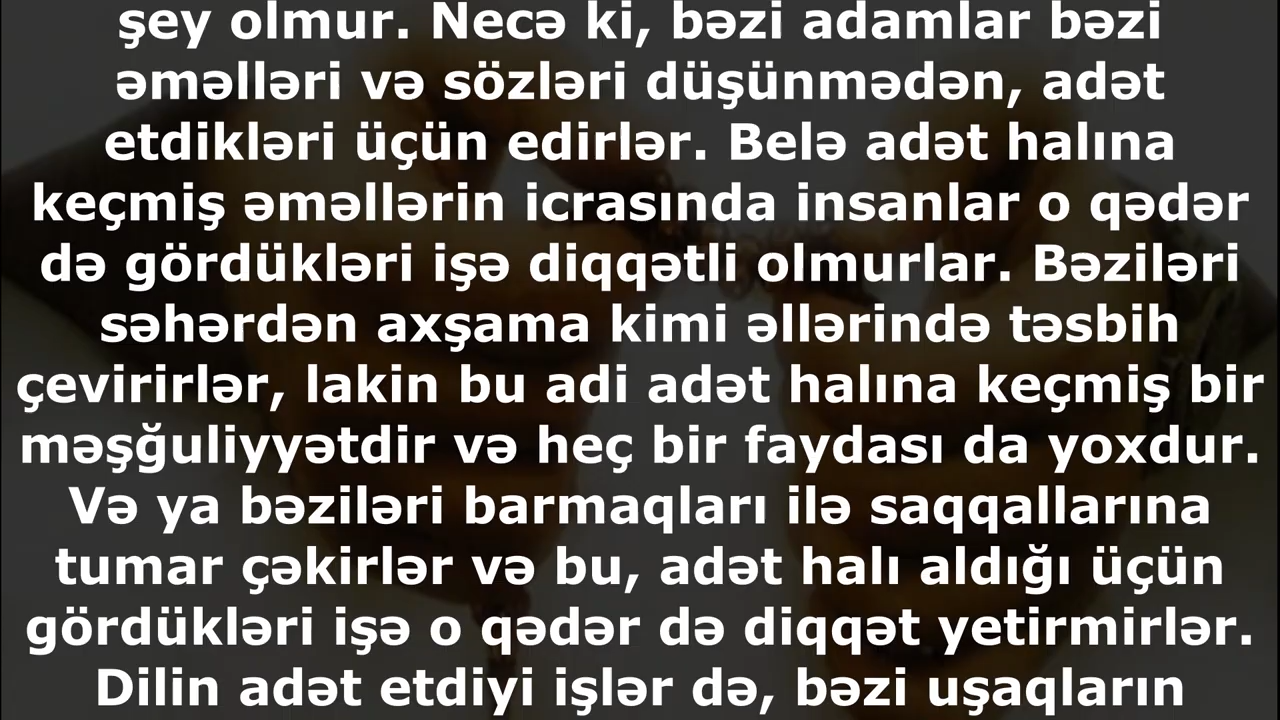 şey olmur. Necə ki, bəzi adamlar bəzi
əməlləri və sözləri düşünmədən, adət
etdikləri üçün edirlər. Belə adət halına
keçmiş əməllərin icrasında insanlar o qədər
də gördükləri işə diqqətli olmurlar. Bəziləri
səhərdən axşama kimi əllərində təsbih
çevirirlər, lakin bu adi adət halına keçmiş bir
məşğuliyyətdir və heç bir faydası da yoxdur.
Və ya bəziləri barmaqları ilə saqqallarına
tumar çəkirlər və bu, adət halı aldığı üçün
gördükləri işə o qədər də diqqət yetirmirlər.
Dilin adət etdiyi işlər də, bəzi uşaqların